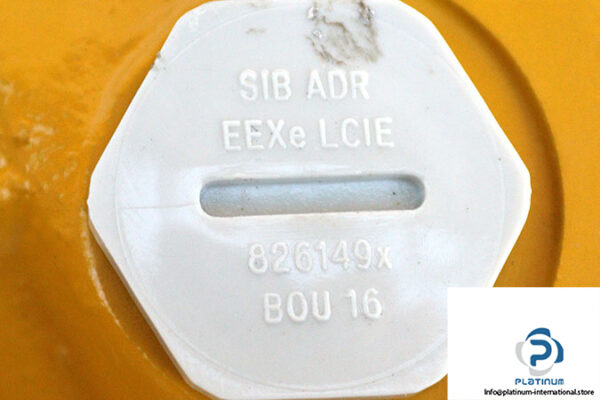 SIB ADR
EEXe LCIE
826149x
BOU 16
PLATINUM
Info@platinum-international.store